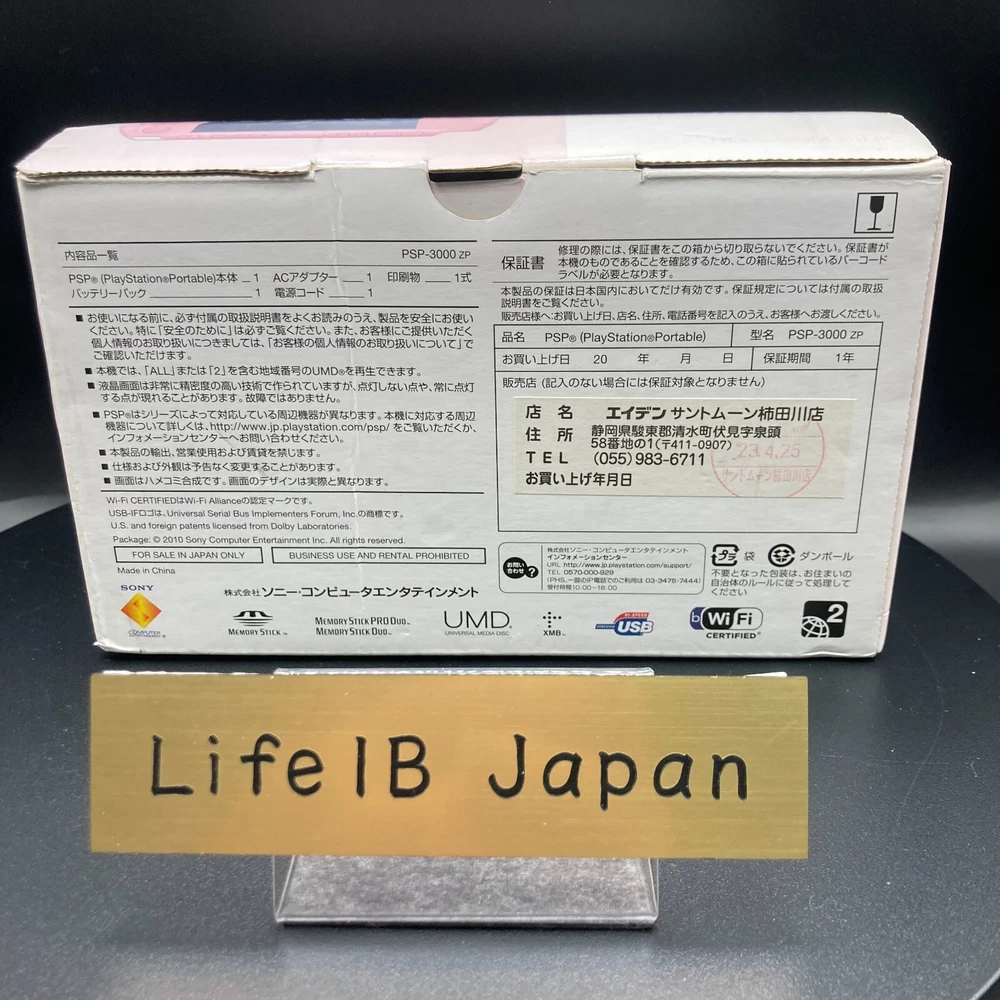 内容品一覧 PSP-3000 ZP
PSP® (PlayStation®Portable)本体 1 ACアダプター 1 印刷物 1式
バッテリーパック 1 電源コード 1
■ お使いになる前に、必ず付属の取扱説明書をよくお読みのうえ、製品を安全にお使い
ください。特に「安全のために」は必ずご覧ください。また、お客様にご提供いただく
個人情報のお取り扱いにつきましては、「お客様の個人情報のお取り扱いについて」で
ご確認いただけます。
■ 本機では、「ALL」または「2」を含む地域番号のUMD®を再生できます。
■ 液晶画面は非常に精密度の高い技術で作られていますが、点灯しない点や、常に点灯
する点が現れることがあります。故障ではありません。
■ PSP®はシリーズによって対応している周辺機器が異なります。本機に対応する周辺
機器について詳しくは、http://www.jp.playstation.com/psp/ をご覧いただくか、
インフォメーションセンターへお問い合わせください。
■ 本製品の輸出、営業使用および賃貸を禁じます。
■ 仕様および外観は予告なく変更することがあります。
■ 画面はハメコミ合成です。画面のデザインは実際と異なります。
Wi-Fi CERTIFIEDはWi-Fi Allianceの認定マークです。
USB-IFロゴは、Universal Serial Bus Implementers Forum, Inc.の商標です。
U.S. and foreign patents licensed from Dolby Laboratories.
Package: © 2010 Sony Computer Entertainment Inc. All rights reserved.
FOR SALE IN JAPAN ONLY
BUSINESS USE AND RENTAL PROHIBITED
Made in China
保証書
修理の際には、保証書をこの箱から切り取らないでください。保証書が
本機のものであることを確認するため、この箱に貼られているバーコード
ラベルが必要となります。
本製品の保証は日本国内においてだけ有効です。保証規定については付属の取扱
説明書をご覧ください。
販売店様へ:お買い上げ日、店名、住所、電話番号を記入のうえ、お客様へお渡しください。
品名 PSP® (PlayStation®Portable) 型名 PSP-3000 ZP
お買い上げ日 20 年 月 日 保証期間 1年
販売店 (記入のない場合には保証対象となりません)
店 名 エイデン サントムーン柿田川店
住 所 静岡県駿東郡清水町伏見字泉頭
58番地の1(〒411-0907)
TEL (055)983-6711
お買い上げ年月日
23.4.25
サントムーン柿田川店
お問い合わせ ?
株式会社ソニー・コンピュータエンタテインメント
インフォメーションセンター
URL http://www.jp.playstation.com/support/
TEL 0570-000-929
(PHS、一部のIP電話でのご利用は 03-3475-7444)
受付時間 10:00~18:00
プラ 袋 ダンボール
不要となった包装は、お住まいの
自治体のルールに従って処理して
ください
SONY
COMPUTER
ENTERTAINMENT
株式会社 ソニー・コンピュータエンタテインメント
MEMORY STICK™
MEMORY STICK PRO DUO™
MEMORY STICK DUO™
UMD
UNIVERSAL MEDIA DISC
XMB™
CERTIFIED HI-SPEED USB
b Wi Fi CERTIFIED
2
Life1B Japan